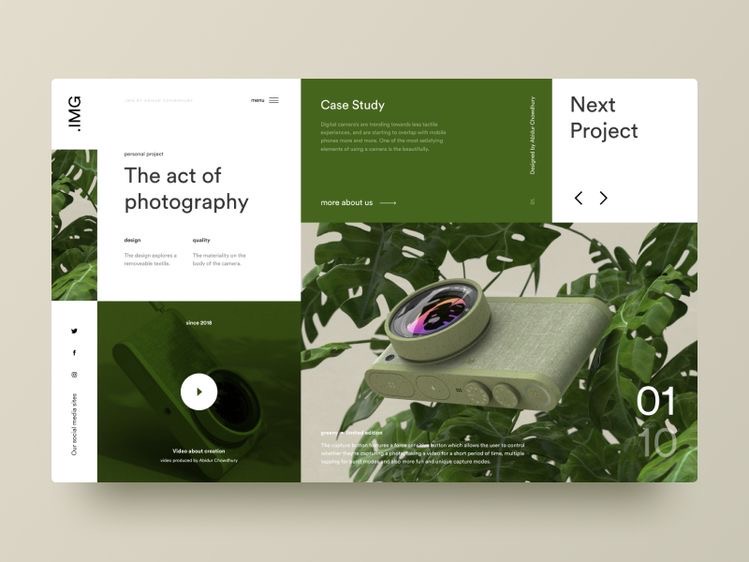 .IMG
.IMG BY ABIDUR CHOWDHURY
menu
personal project
The act of
photography
design
The design explores a
removeable textile.
quality
The materiality on the
body of the camera.
Case Study
Digital camera's are trending towards less tactile
experiences, and are starting to overlap with mobile
phones more and more. One of the most satisfying
elements of using a camera is the beautifully.
more about us
Designed by Abidur Chowdhury
Next
Project
since 2018
Video about creation
video produced by Abidur Chowdhury
Our social media sites
limited edition
The capture button features a force sensitive button which allows the user to control
whether they're capturing a photo, taking a video for a short period of time, multiple
tapping for burst modes and also more fun and unique capture modes.
01
10